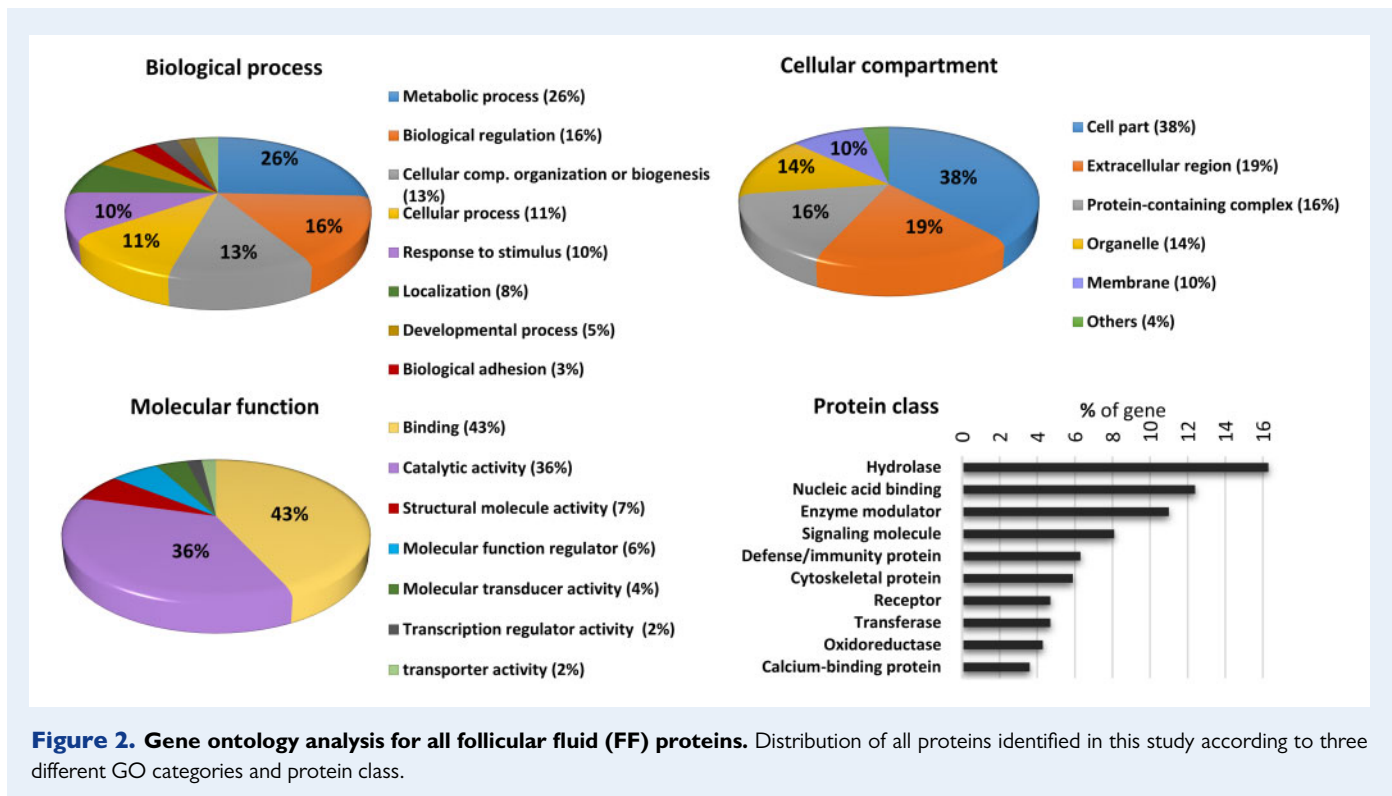 Biological process
26%
16%
13%
11%
10%
Metabolic process (26%)
Biological regulation (16%)
Cellular comp. organization or biogenesis
(13%)
Cellular process (11%)
Response to stimulus (10%)
Localization (8%)
Developmental process (5%)
Biological adhesion (3%)
Cellular compartment
38%
19%
16%
14%
10%
Cell part (38%)
Extracellular region (19%)
Protein-containing complex (16%)
Organelle (14%)
Membrane (10%)
Others (4%)
Molecular function
43%
36%
Binding (43%)
Catalytic activity (36%)
Structural molecule activity (7%)
Molecular function regulator (6%)
Molecular transducer activity (4%)
Transcription regulator activity (2%)
transporter activity (2%)
Protein class
% of gene
0 2 4 6 8 10 12 14 16
Hydrolase
Nucleic acid binding
Enzyme modulator
Signaling molecule
Defense/immunity protein
Cytoskeletal protein
Receptor
Transferase
Oxidoreductase
Calcium-binding protein
Figure 2. Gene ontology analysis for all follicular fluid (FF) proteins. Distribution of all proteins identified in this study according to three
different GO categories and protein class.